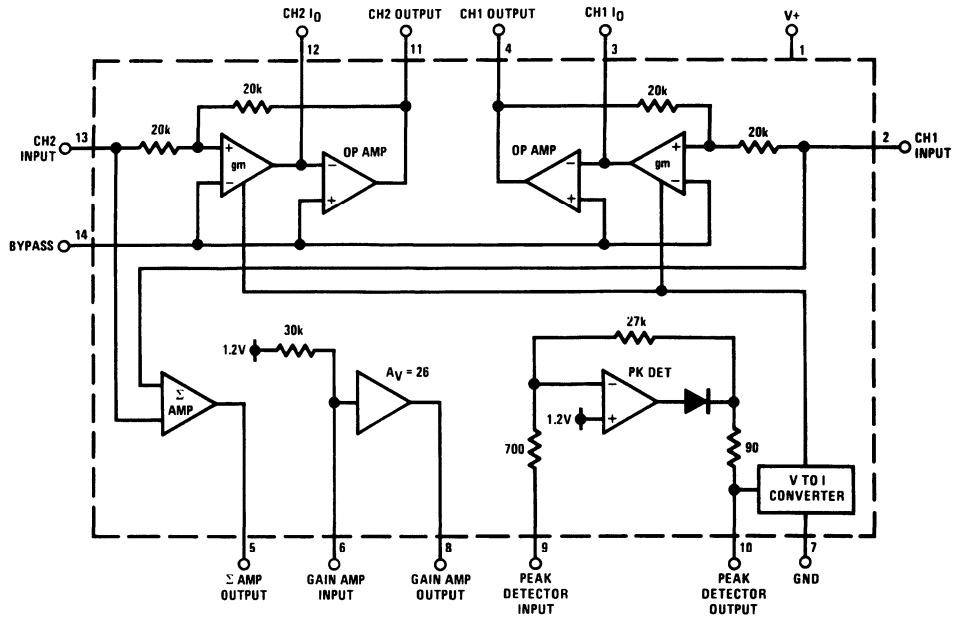 CH2 I₀
CH2 OUTPUT
CH1 OUTPUT
CH1 I₀
V+
12
11
4
3
1
20k
20k
CH2
INPUT
13
20k
+
gm
−
OP AMP
−
+
OP AMP
−
+
+
gm
−
20k
2
CH1
INPUT
BYPASS
14
30k
1.2V
A_V = 26
27k
PK DET
−
1.2V
+
Σ
AMP
700
90
V TO I
CONVERTER
5
6
8
9
10
7
Σ AMP
OUTPUT
GAIN AMP
INPUT
GAIN AMP
OUTPUT
PEAK
DETECTOR
INPUT
PEAK
DETECTOR
OUTPUT
GND